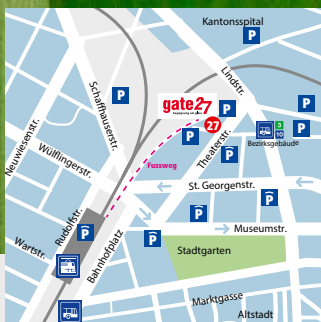 Kantonsspital
P
P
Lindstr.
Schaffhauserstr.
P
gate27
P
27
P
3
10
Bezirksgebäude
Neuwiesenstr.
Wülflingerstr.
Theaterstr.
P
P
Fussweg
St. Georgenstr.
P
P
P
Rudolfstr.
Museumstr.
P
P
Wartstr.
Bahnhofplatz
Stadtgarten
Marktgasse
Altstadt